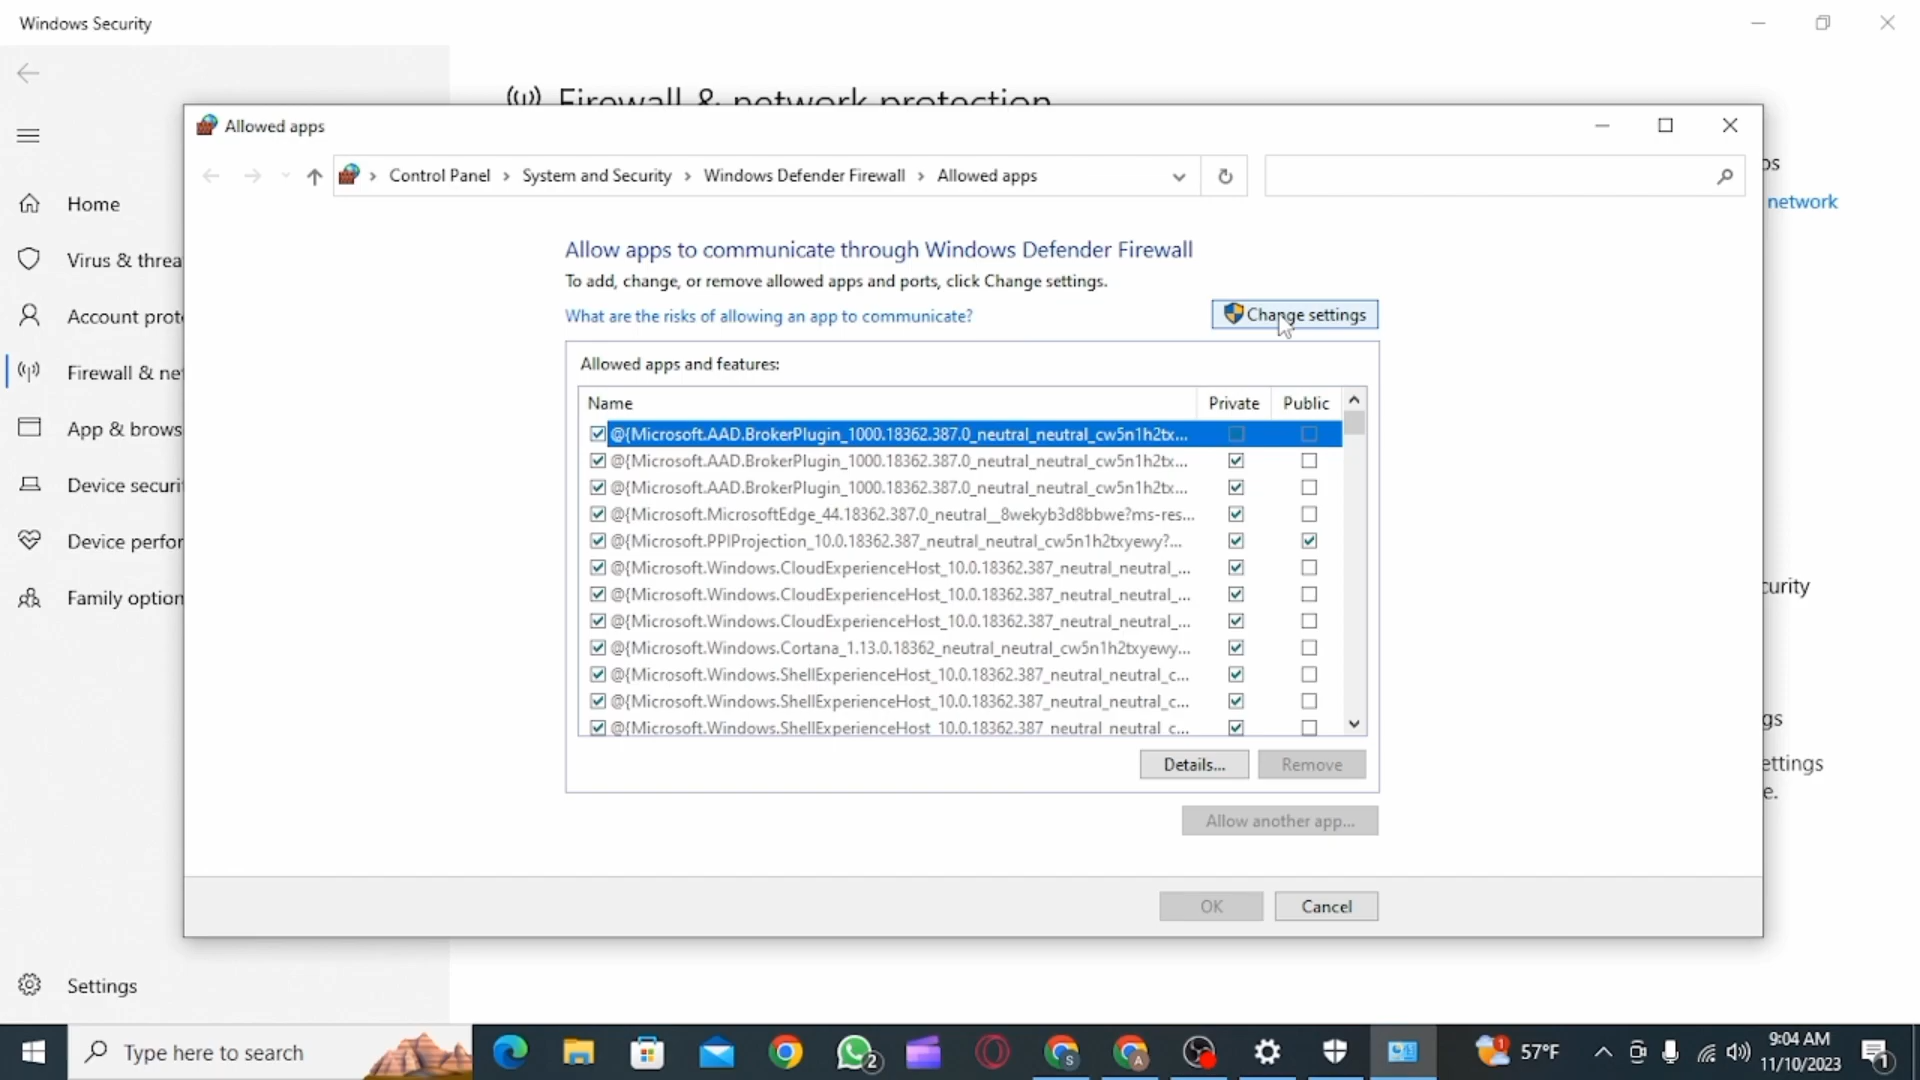 Windows Security
Firewall & network protection
Allowed apps
Control Panel > System and Security > Windows Defender Firewall > Allowed apps
network
Home
Virus & threa
Account prot
Firewall & net
App & brows
Device securi
Device perfor
Family option
Settings
Allow apps to communicate through Windows Defender Firewall
To add, change, or remove allowed apps and ports, click Change settings.
What are the risks of allowing an app to communicate?
Change settings
Allowed apps and features:
Name Private Public
@{Microsoft.AAD.BrokerPlugin_1000.18362.387.0_neutral_neutral_cw5n1h2tx...
@{Microsoft.AAD.BrokerPlugin_1000.18362.387.0_neutral_neutral_cw5n1h2tx...
@{Microsoft.AAD.BrokerPlugin_1000.18362.387.0_neutral_neutral_cw5n1h2tx...
@{Microsoft.MicrosoftEdge_44.18362.387.0_neutral__8wekyb3d8bbwe?ms-res...
@{Microsoft.PPIProjection_10.0.18362.387_neutral_neutral_cw5n1h2txyewy?...
@{Microsoft.Windows.CloudExperienceHost_10.0.18362.387_neutral_neutral_...
@{Microsoft.Windows.CloudExperienceHost_10.0.18362.387_neutral_neutral_...
@{Microsoft.Windows.CloudExperienceHost_10.0.18362.387_neutral_neutral_...
@{Microsoft.Windows.Cortana_1.13.0.18362_neutral_neutral_cw5n1h2txyewy...
@{Microsoft.Windows.ShellExperienceHost_10.0.18362.387_neutral_neutral_c...
@{Microsoft.Windows.ShellExperienceHost_10.0.18362.387_neutral_neutral_c...
@{Microsoft.Windows.ShellExperienceHost_10.0.18362.387_neutral_neutral_c...
Details...
Remove
Allow another app...
OK
Cancel
ps
curity
gs
ettings
e.
Type here to search
2
S
A
1
57°F
9:04 AM
11/10/2023
1